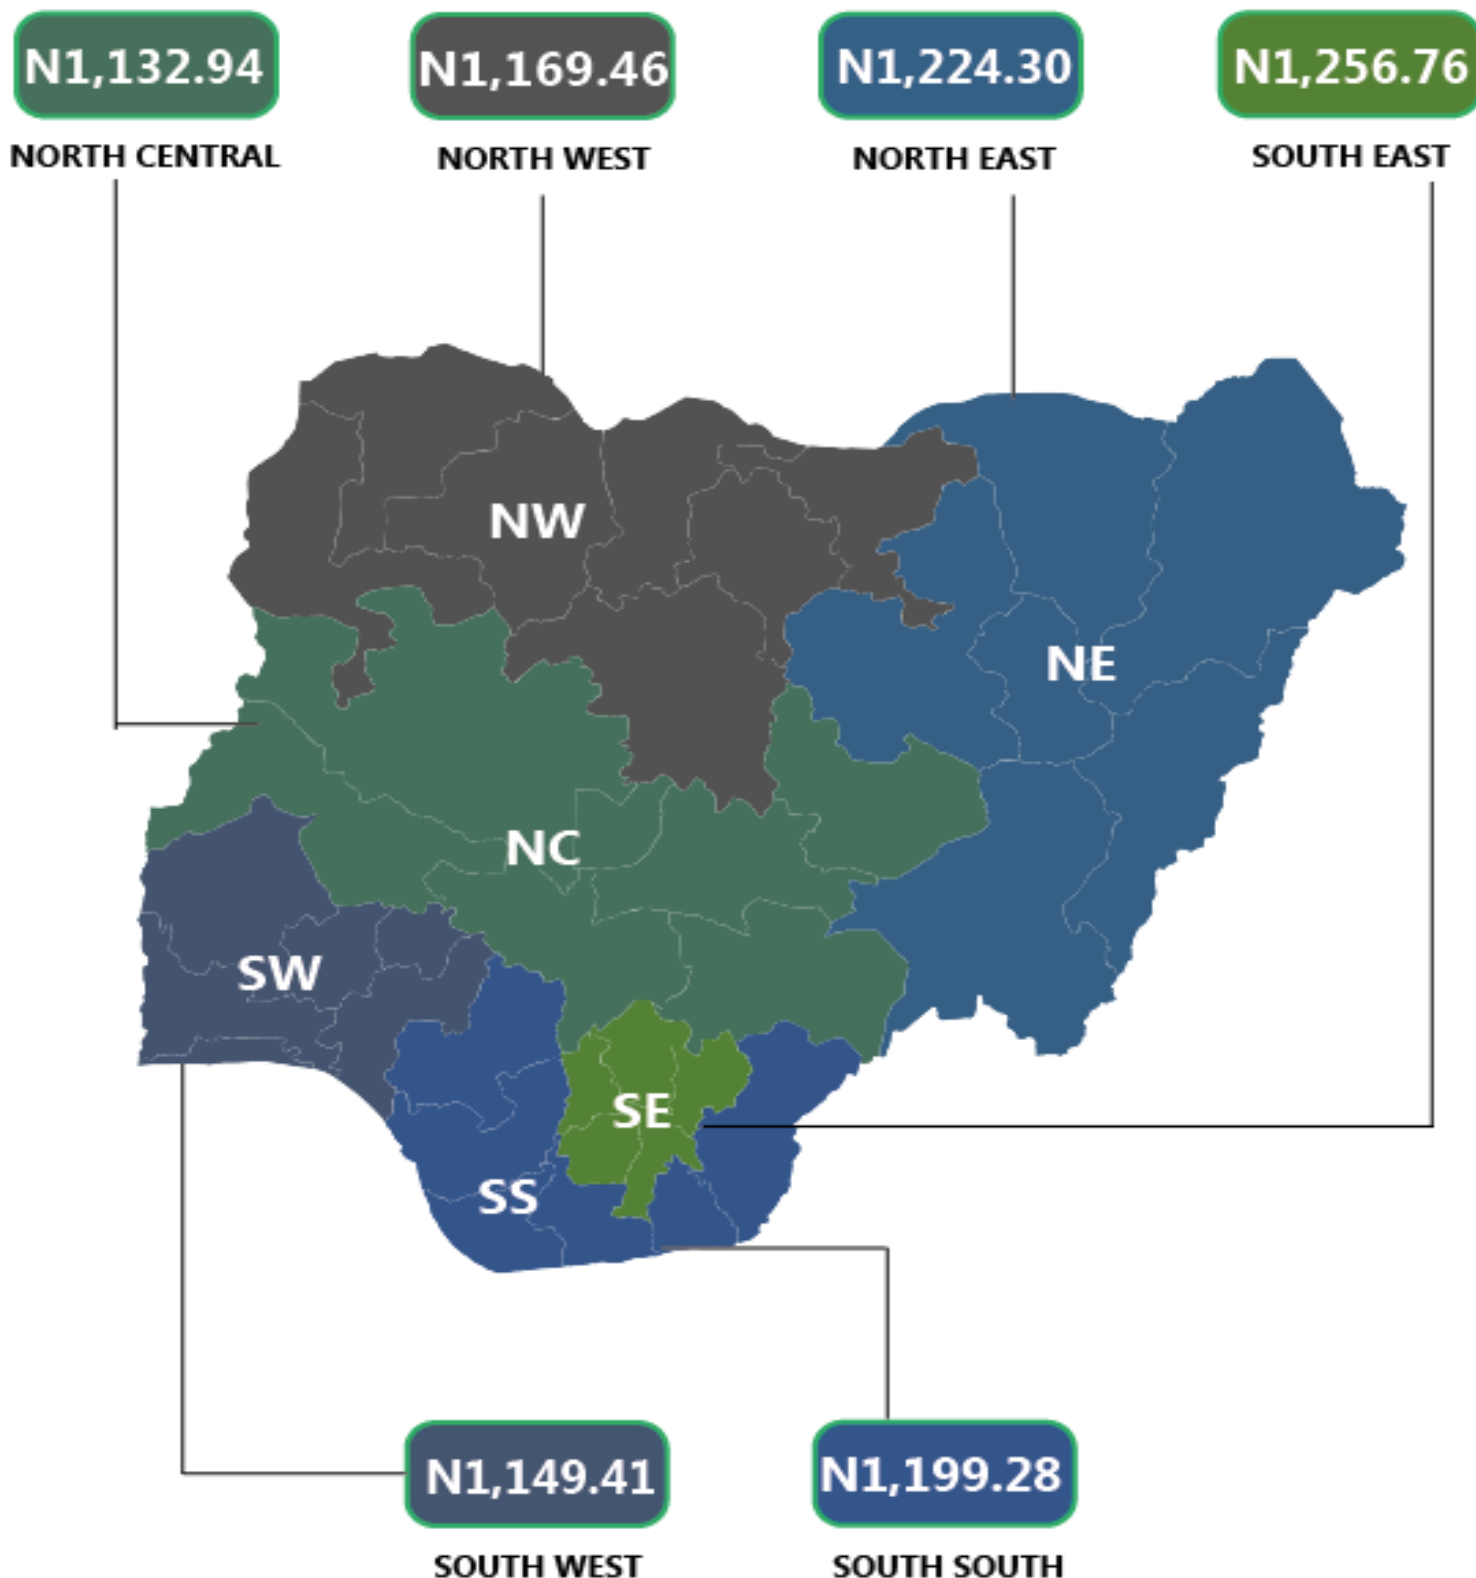 N1,132.94
NORTH CENTRAL
N1,169.46
NORTH WEST
N1,224.30
NORTH EAST
N1,256.76
SOUTH EAST
NW
NE
NC
SW
SE
SS
N1,149.41
SOUTH WEST
N1,199.28
SOUTH SOUTH